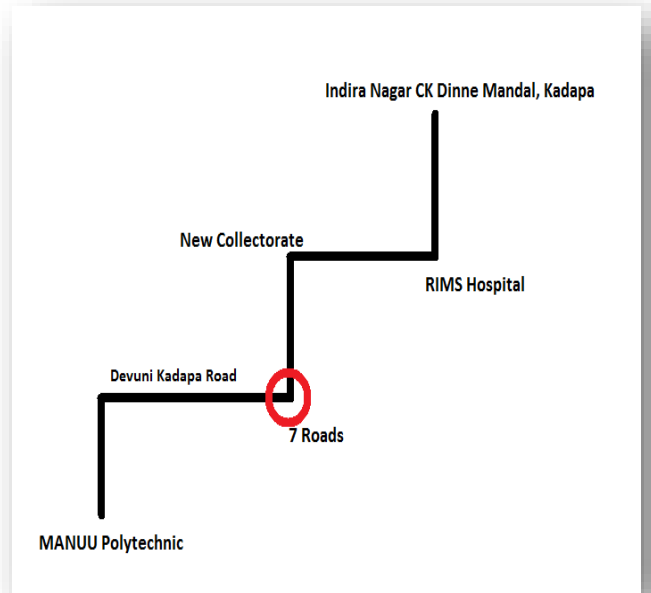 Indira Nagar CK Dinne Mandal, Kadapa
New Collectorate
RIMS Hospital
Devuni Kadapa Road
7 Roads
MANUU Polytechnic